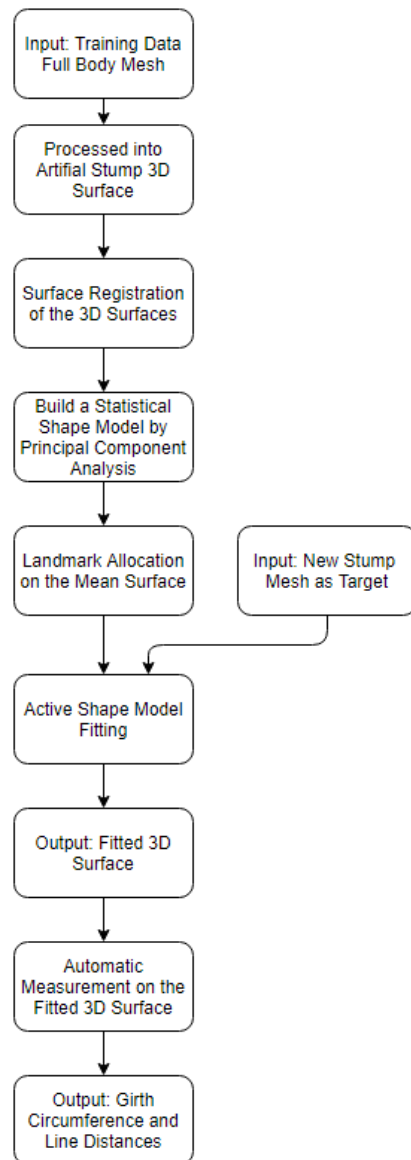 Input: Training Data
Full Body Mesh
Processed into
Artifial Stump 3D
Surface
Surface Registration
of the 3D Surfaces
Build a Statistical
Shape Model by
Principal Component
Analysis
Landmark Allocation
on the Mean Surface
Input: New Stump
Mesh as Target
Active Shape Model
Fitting
Output: Fitted 3D
Surface
Automatic
Measurement on the
Fitted 3D Surface
Output: Girth
Circumference and
Line Distances